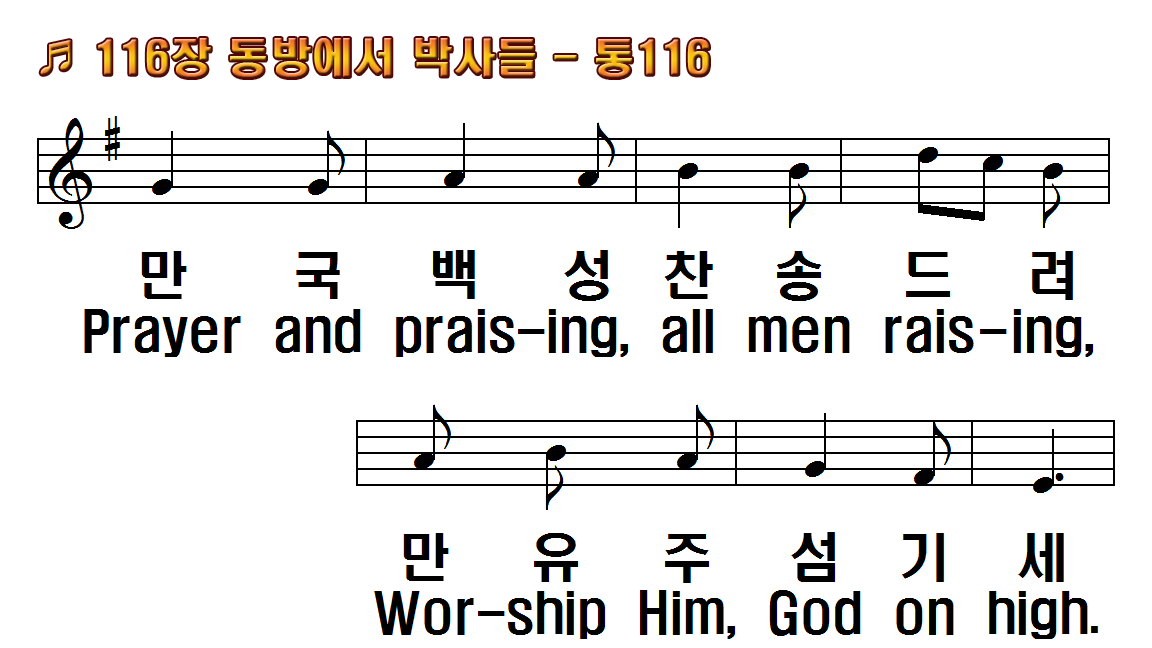 ♬ 116장 동방에서 박사들 - 통116
만 국 백 성 찬 송 드 려
Prayer and prais-ing, all men rais-ing,
만 유 주 섬 기 세
Wor-ship Him, God on high.